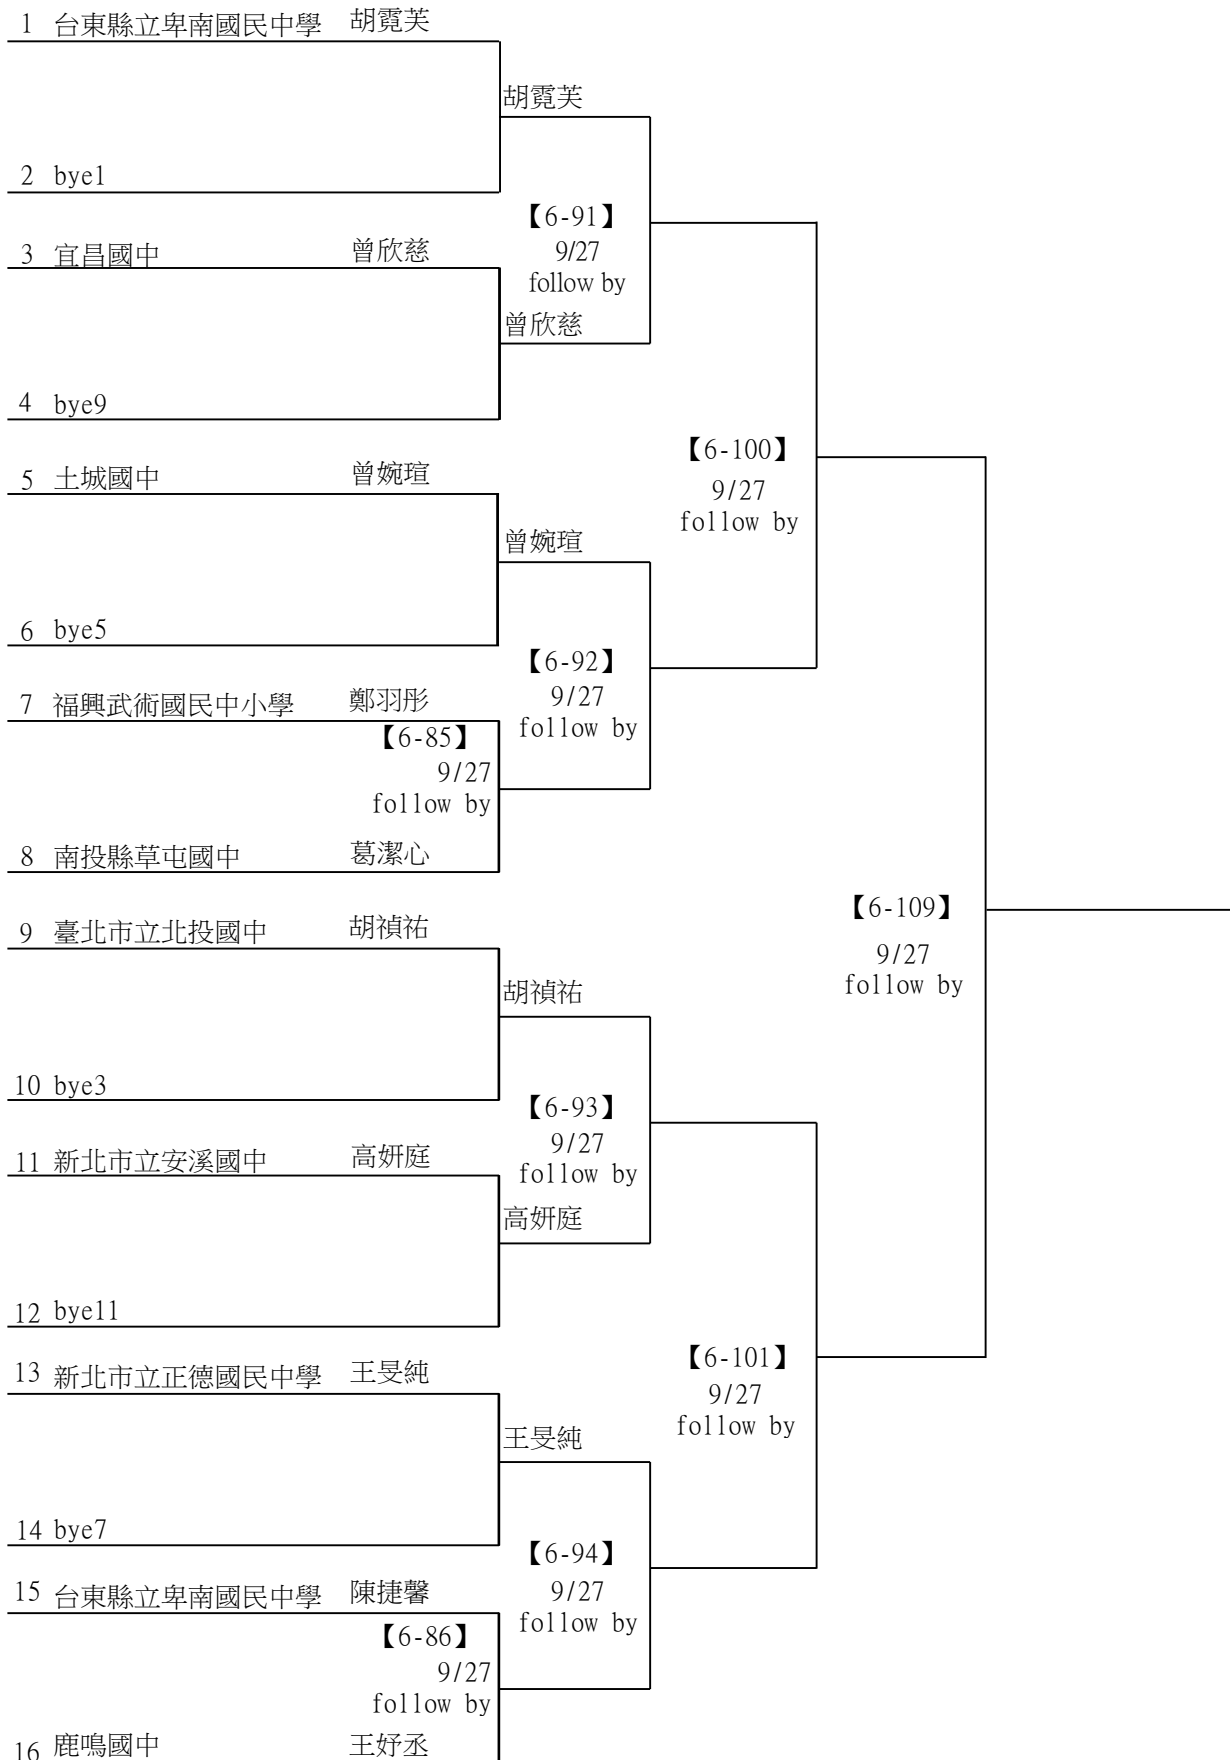 1 台東縣立卑南國民中學 胡霓芙
胡霓芙
2 bye1
【6-91】
3 宜昌國中 曾欣慈
9/27
follow by
曾欣慈
4 bye9
【6-100】
5 土城國中 曾婉瑄
9/27
follow by
曾婉瑄
6 bye5
【6-92】
9/27
7 福興武術國民中小學 鄭羽彤
follow by
【6-85】
9/27
follow by
8 南投縣草屯國中 葛潔心
【6-109】
9 臺北市立北投國中 胡禎祐
9/27
follow by
胡禎祐
10 bye3
【6-93】
9/27
11 新北市立安溪國中 高妍庭
follow by
高妍庭
12 bye11
【6-101】
13 新北市立正德國民中學 王旻純
9/27
follow by
王旻純
14 bye7
【6-94】
9/27
15 台東縣立卑南國民中學 陳捷馨
follow by
【6-86】
9/27
follow by
16 鹿鳴國中 王妤丞